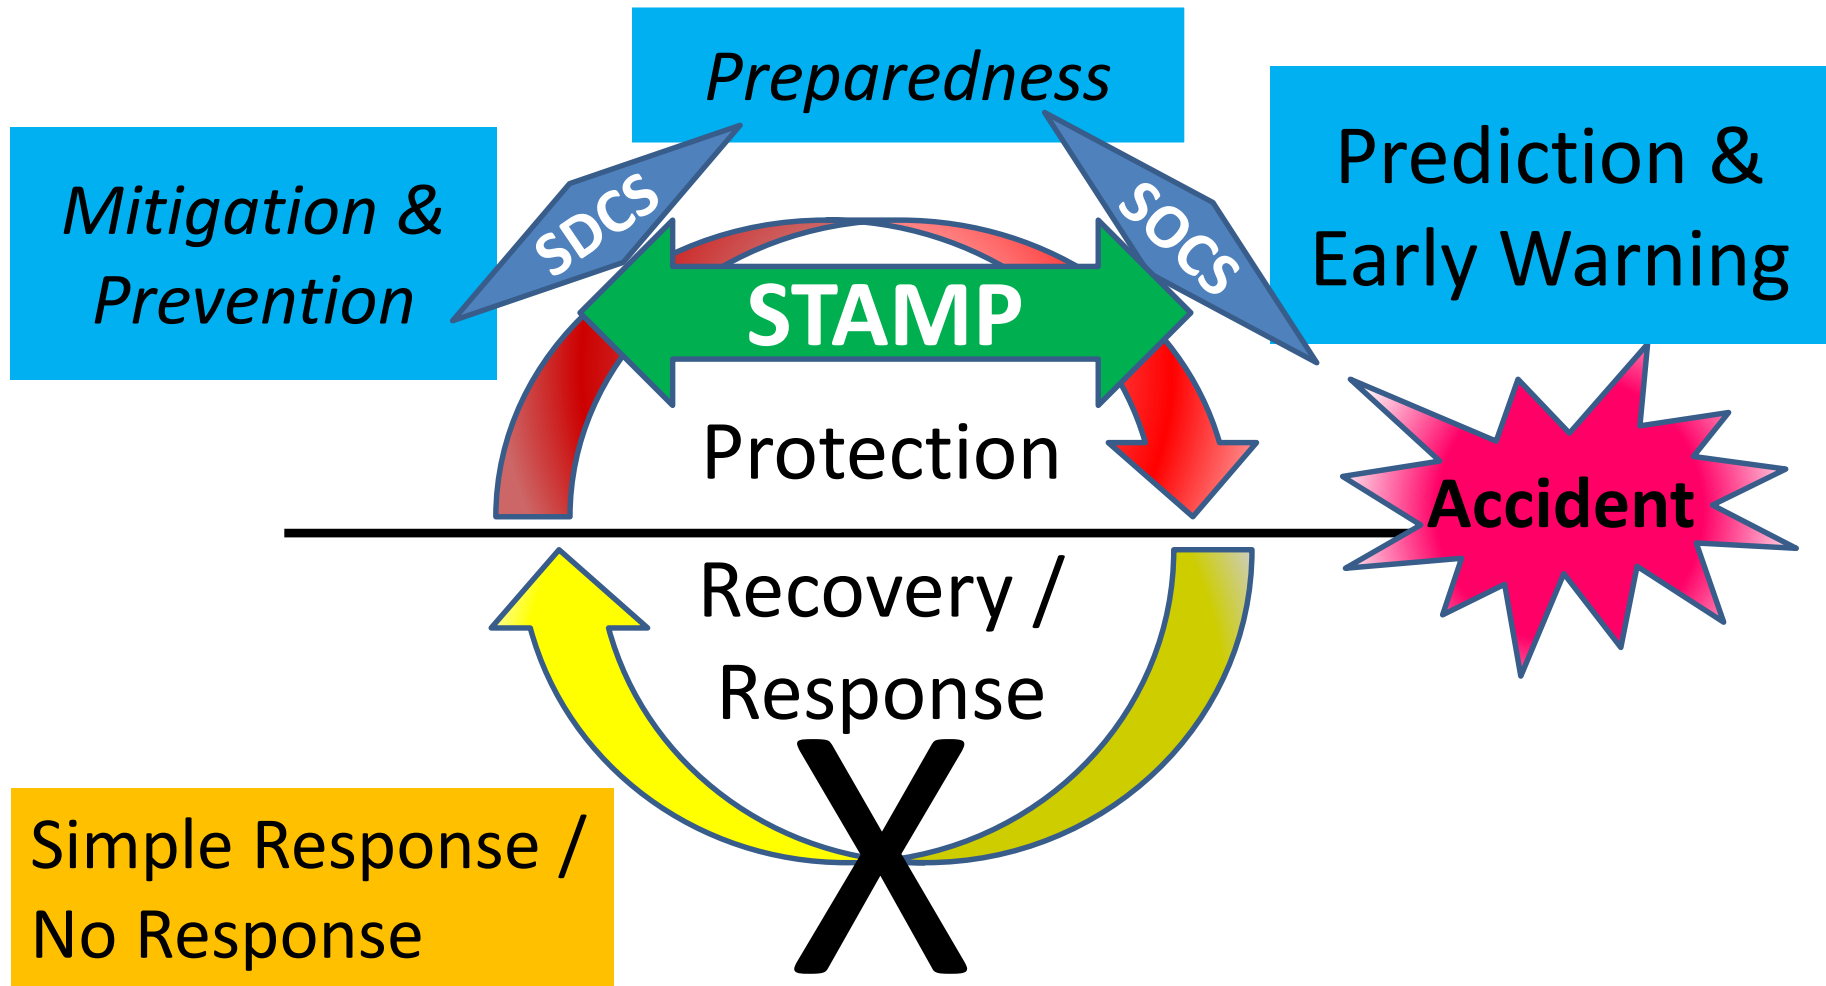 Preparedness
Mitigation &
Prevention
Prediction &
Early Warning
SDCS
SOCS
STAMP
Protection
Accident
Recovery /
Response
X
Simple Response /
No Response